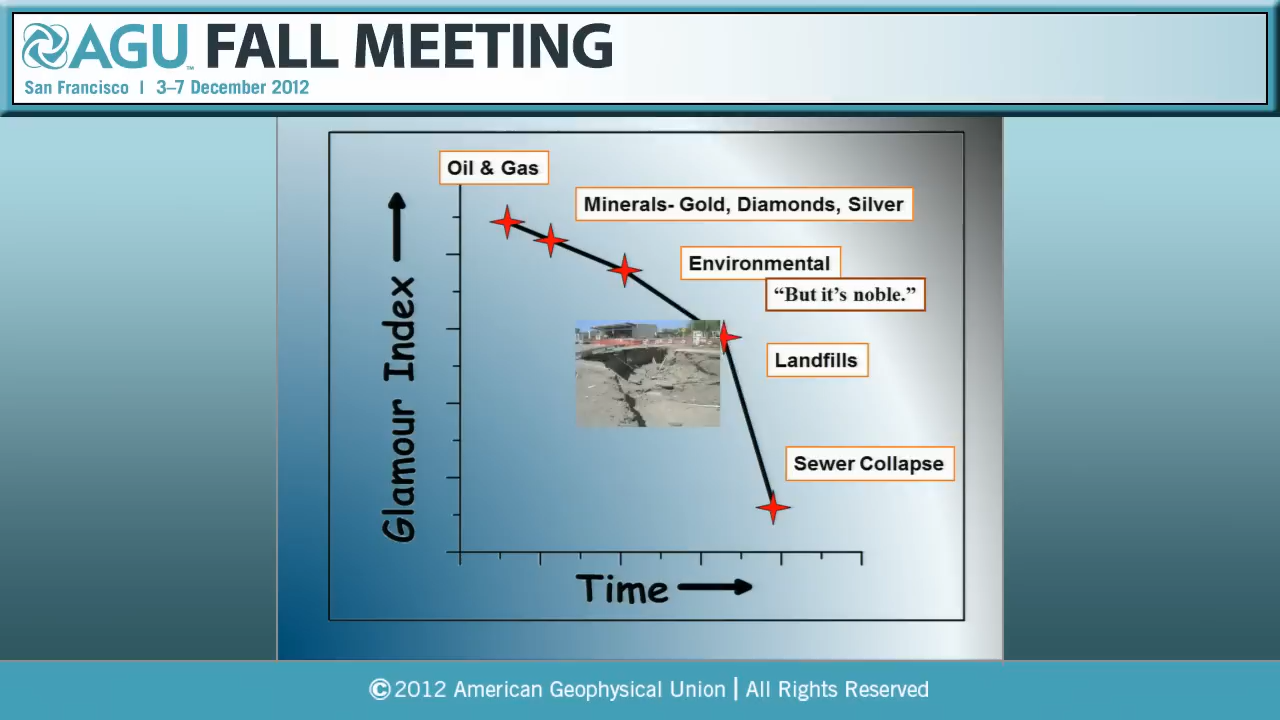 AGU™ FALL MEETING
San Francisco | 3–7 December 2012
Oil & Gas
Minerals- Gold, Diamonds, Silver
Environmental
“But it’s noble.”
Landfills
Sewer Collapse
Glamour Index
Time
©2012 American Geophysical Union | All Rights Reserved